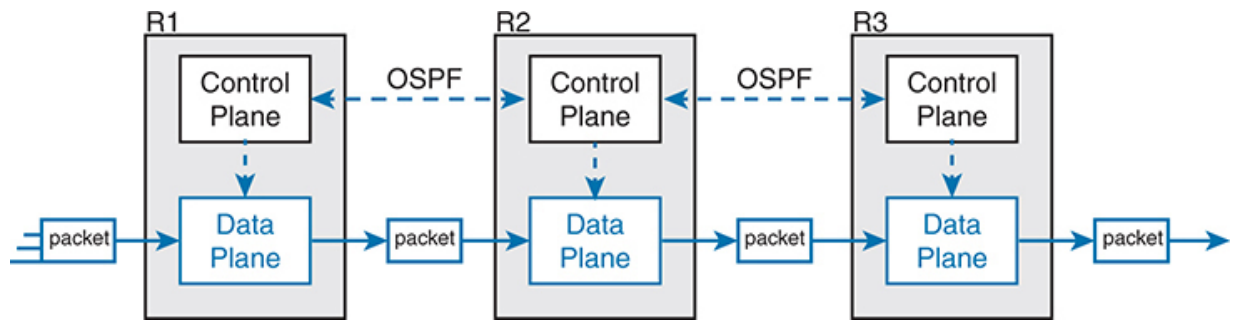 R1
R2
R3
Control
Plane
OSPF
Control
Plane
OSPF
Control
Plane
packet
Data
Plane
packet
Data
Plane
packet
Data
Plane
packet